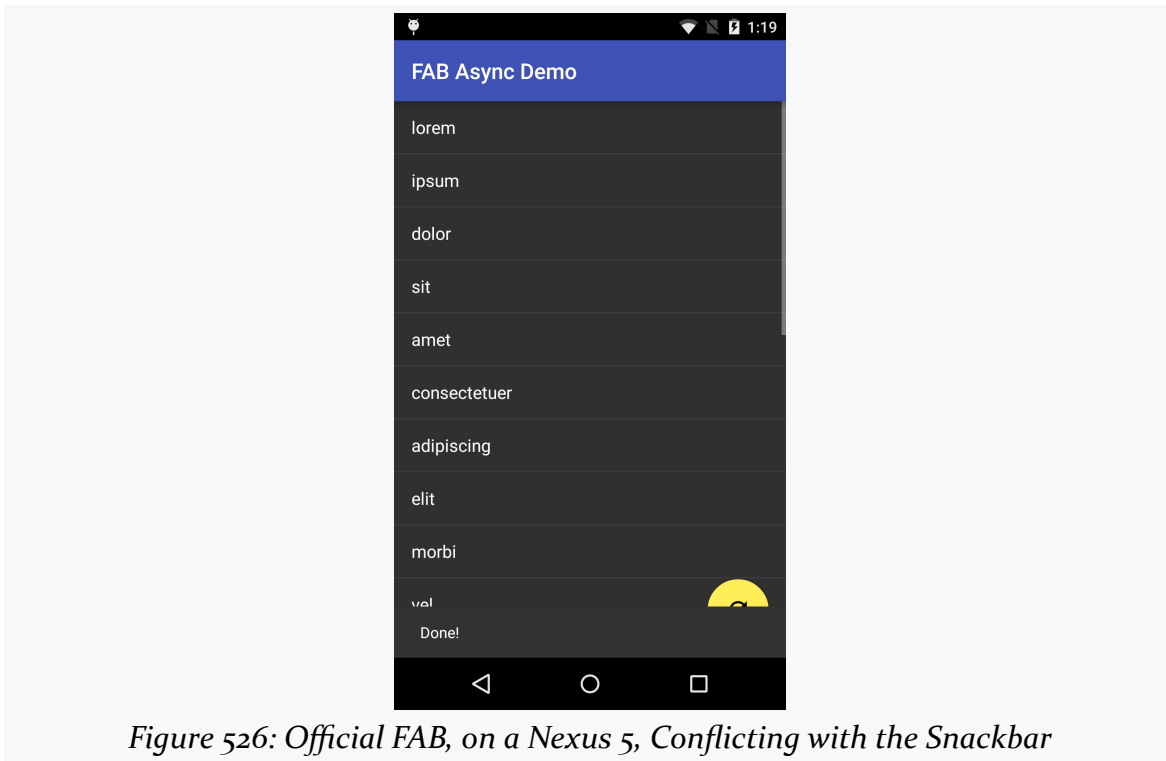 1:19
FAB Async Demo
lorem
ipsum
dolor
sit
amet
consectetuer
adipiscing
elit
morbi
vel
Done!
Figure 526: Official FAB, on a Nexus 5, Conflicting with the Snackbar